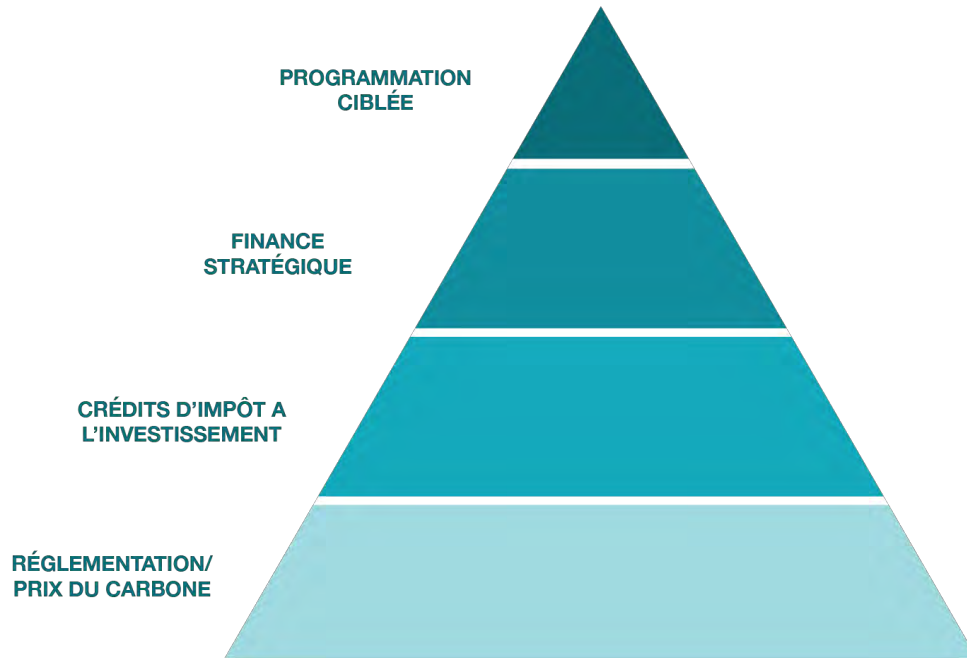 PROGRAMMATION
CIBLÉE
FINANCE
STRATÉGIQUE
CRÉDITS D'IMPÔT A
L'INVESTISSEMENT
RÉGLEMENTATION/
PRIX DU CARBONE